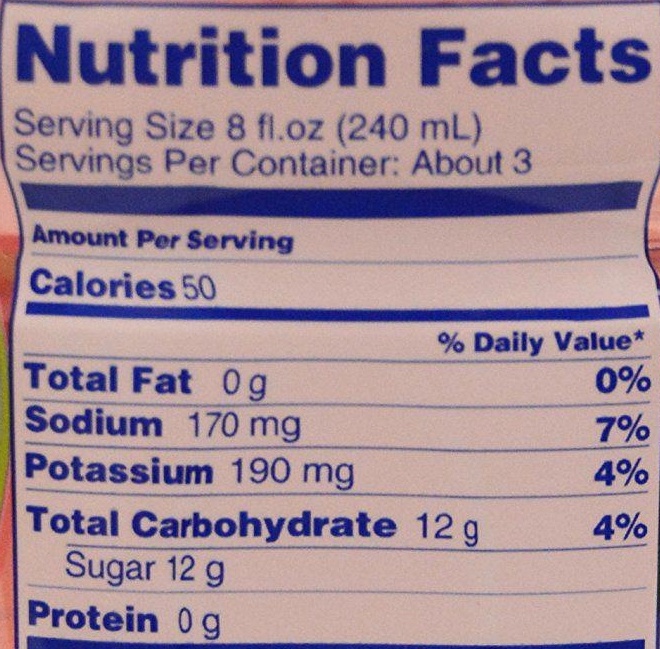 Nutrition Facts
Serving Size 8 fl.oz (240 mL)
Servings Per Container: About 3
Amount Per Serving
Calories 50
% Daily Value*
Total Fat 0 g 0%
Sodium 170 mg 7%
Potassium 190 mg 4%
Total Carbohydrate 12 g 4%
Sugar 12 g
Protein 0 g